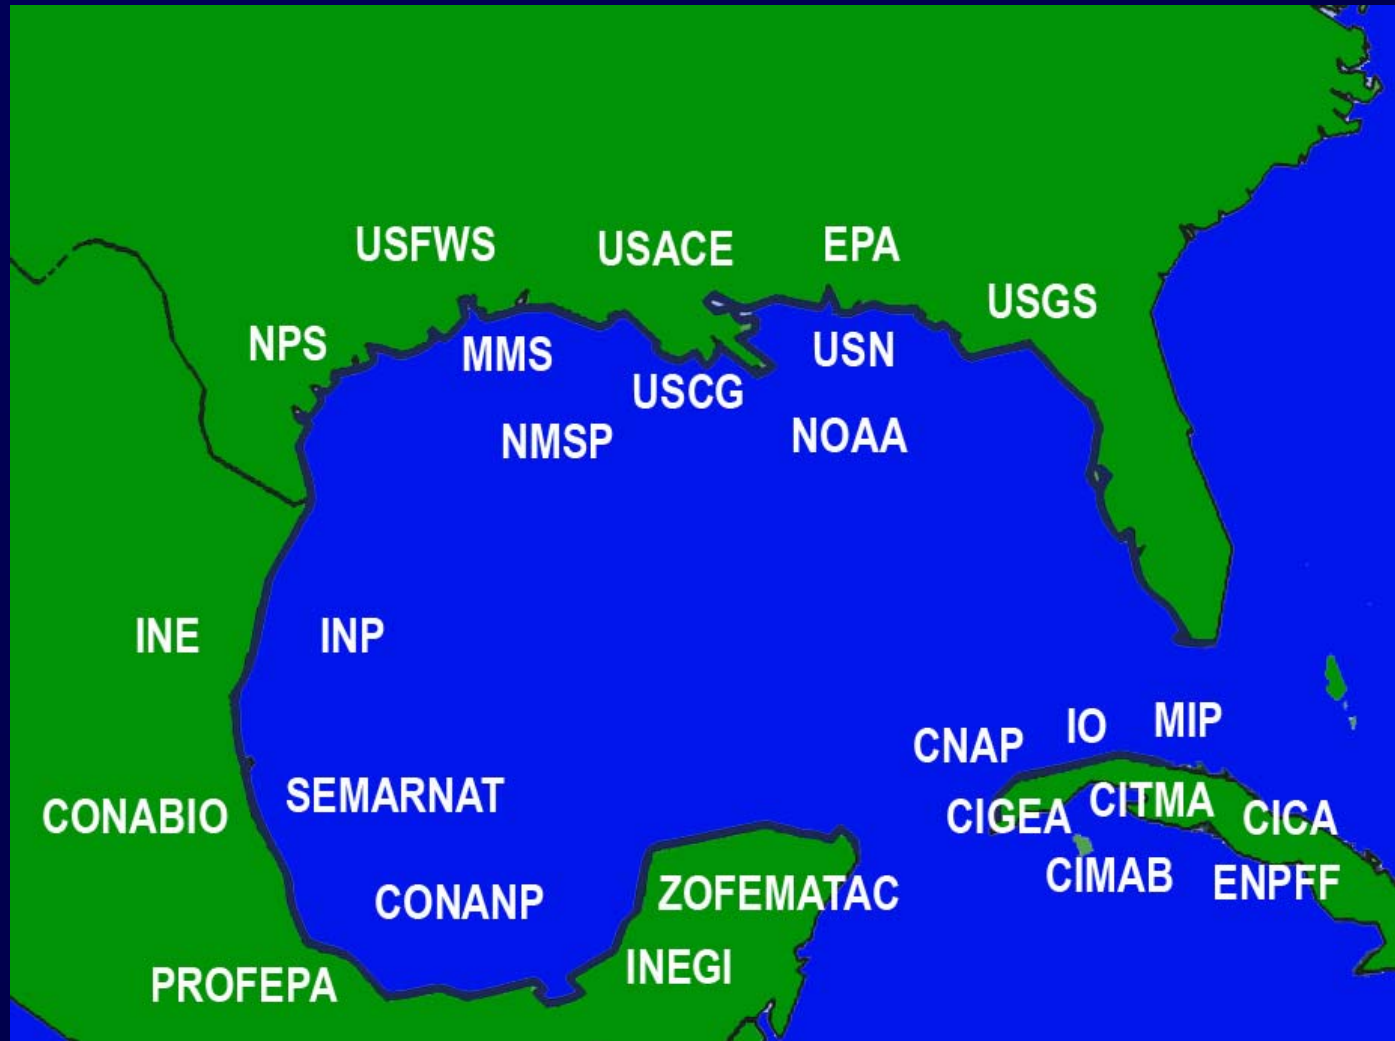 USFWS
USACE
EPA
USGS
NPS
MMS
USN
USCG
NMSP
NOAA
INE
INP
CNAP
IO
MIP
SEMARNAT
CONABIO
CIGEA
CITMA
CICA
CIMAB
ENPFF
CONANP
ZOFEMATAC
INEGI
PROFEPA